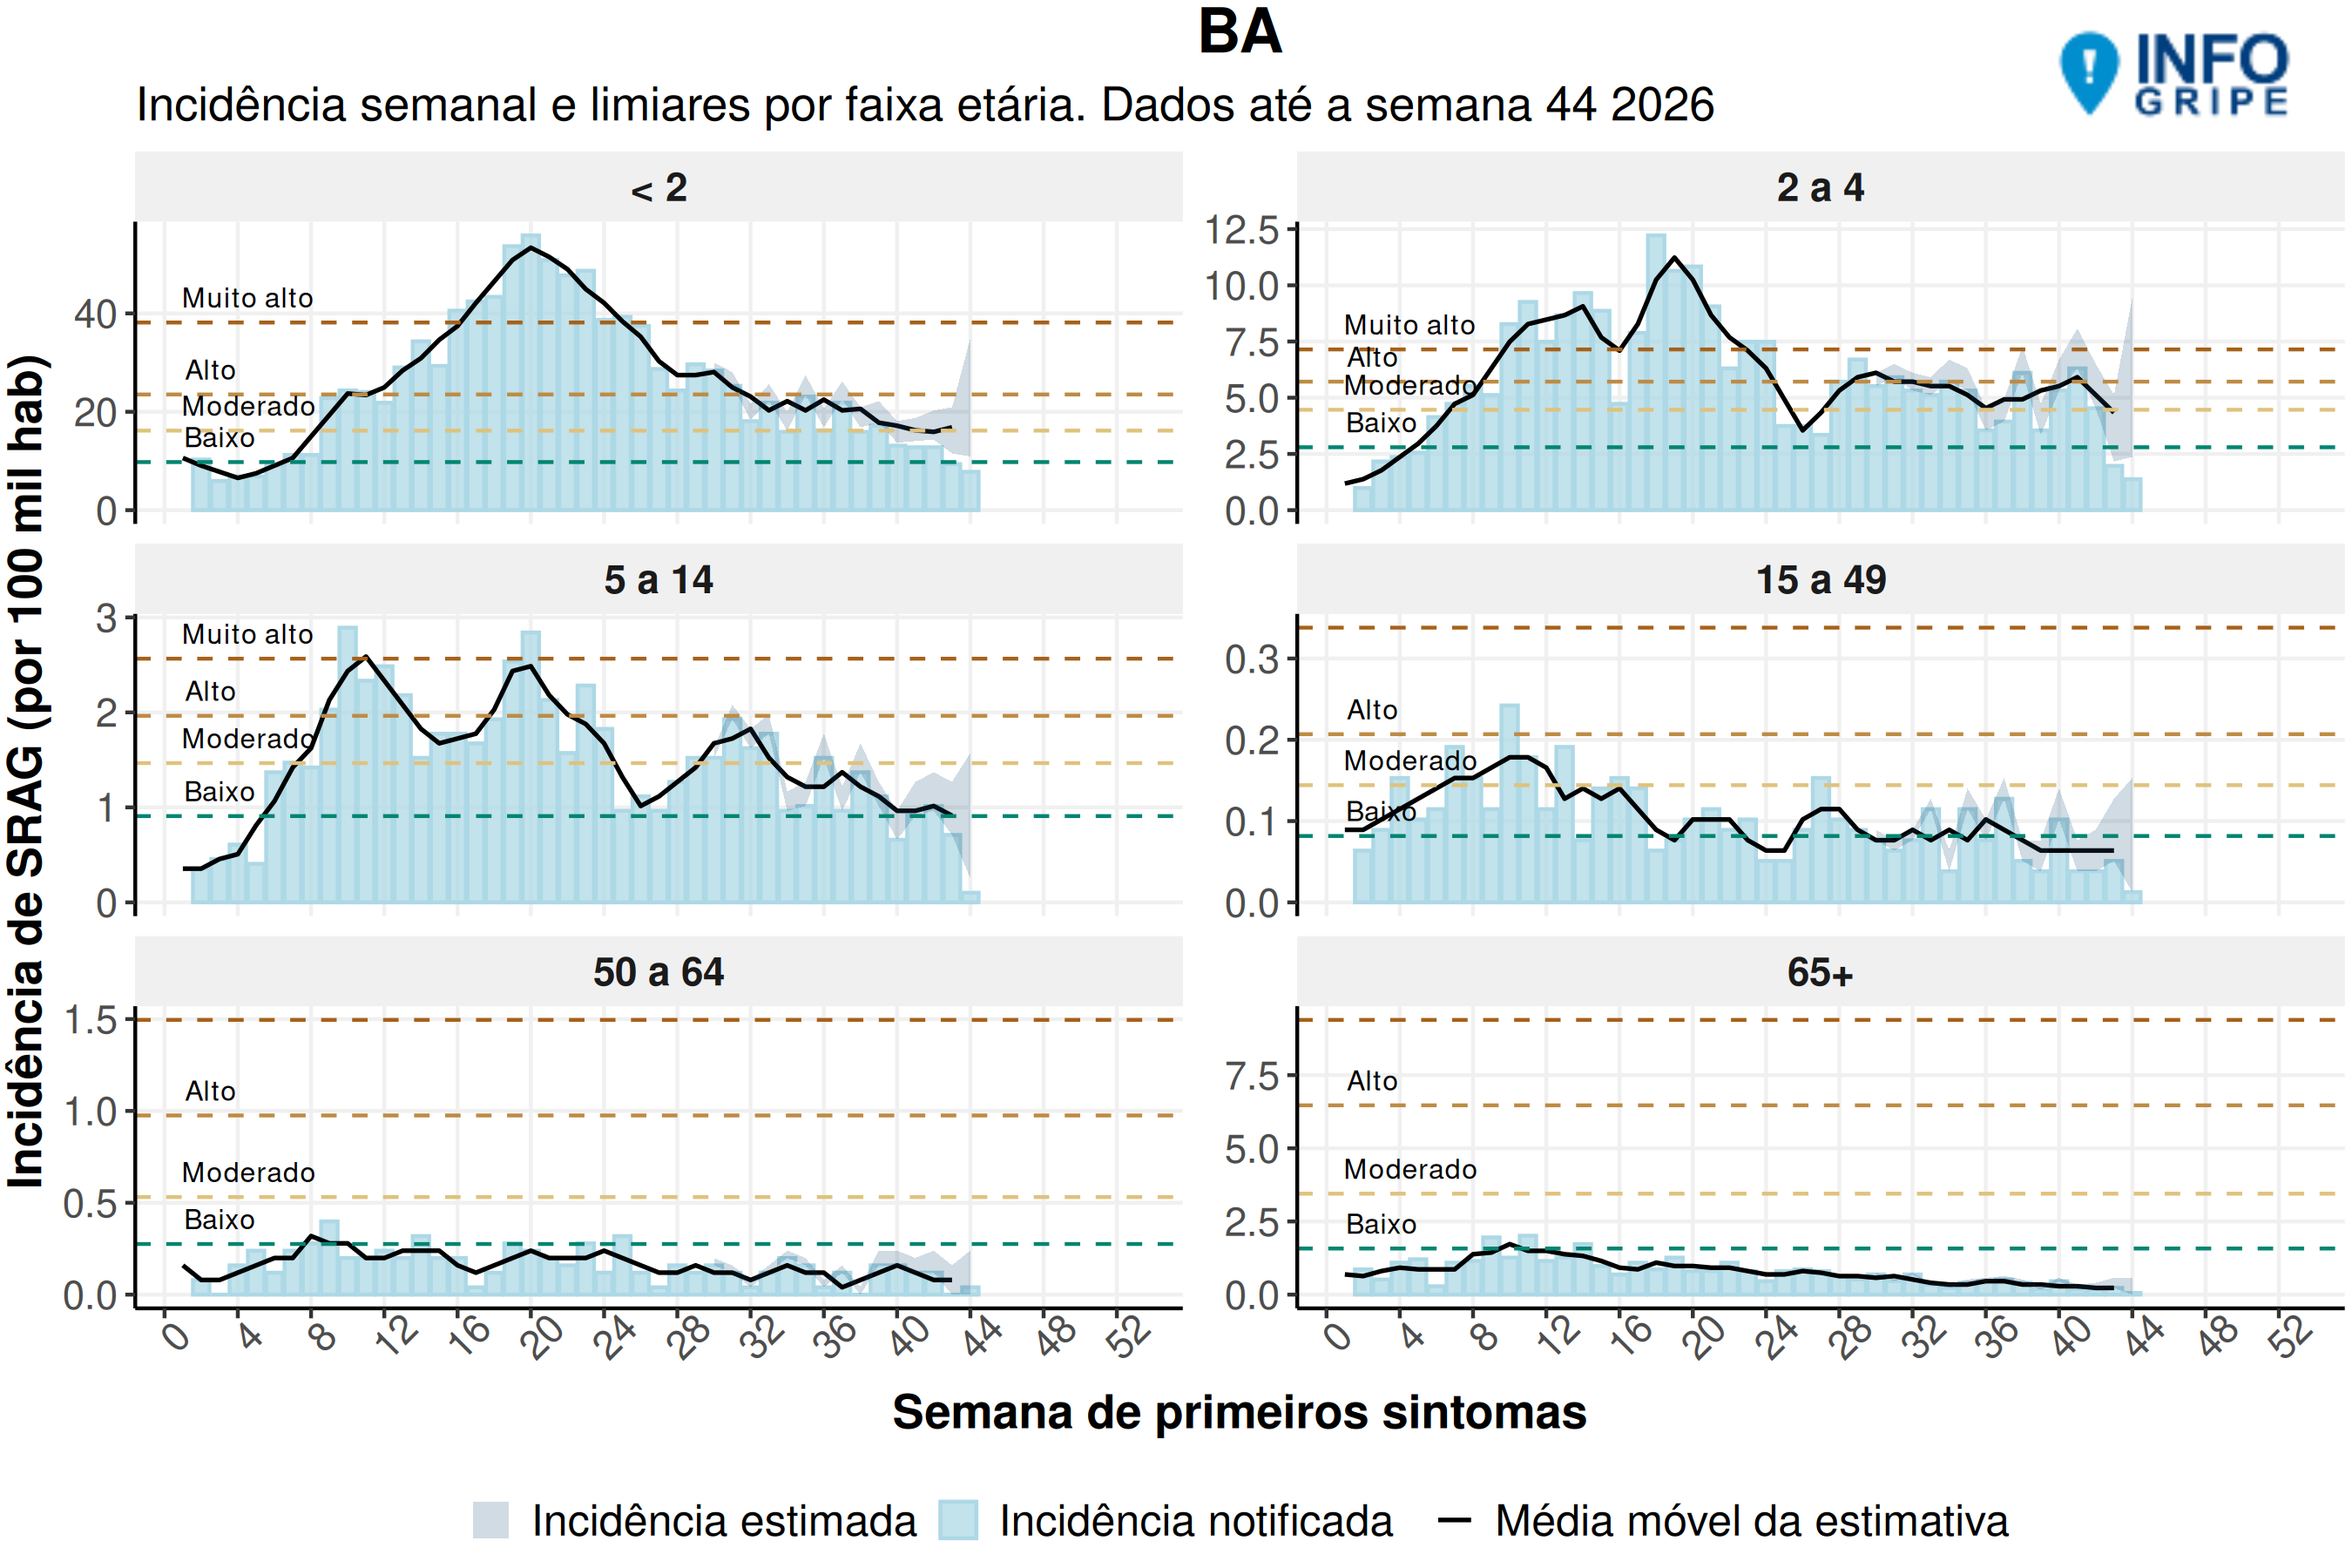 BA
INFO
GRIPE
Incidência semanal e limiares por faixa etária. Dados até a semana 44 2026
Incidência de SRAG (por 100 mil hab)
< 2
40
20
0
Muito alto
Alto
Moderado
Baixo
2 a 4
12.5
10.0
7.5
5.0
2.5
0.0
Muito alto
Alto
Moderado
Baixo
5 a 14
3
2
1
0
Muito alto
Alto
Moderado
Baixo
15 a 49
0.3
0.2
0.1
0.0
Alto
Moderado
Baixo
50 a 64
1.5
1.0
0.5
0.0
Alto
Moderado
Baixo
65+
7.5
5.0
2.5
0.0
Alto
Moderado
Baixo
0 4 8 12 16 20 24 28 32 36 40 44 48 52
0 4 8 12 16 20 24 28 32 36 40 44 48 52
Semana de primeiros sintomas
Incidência estimada Incidência notificada Média móvel da estimativa